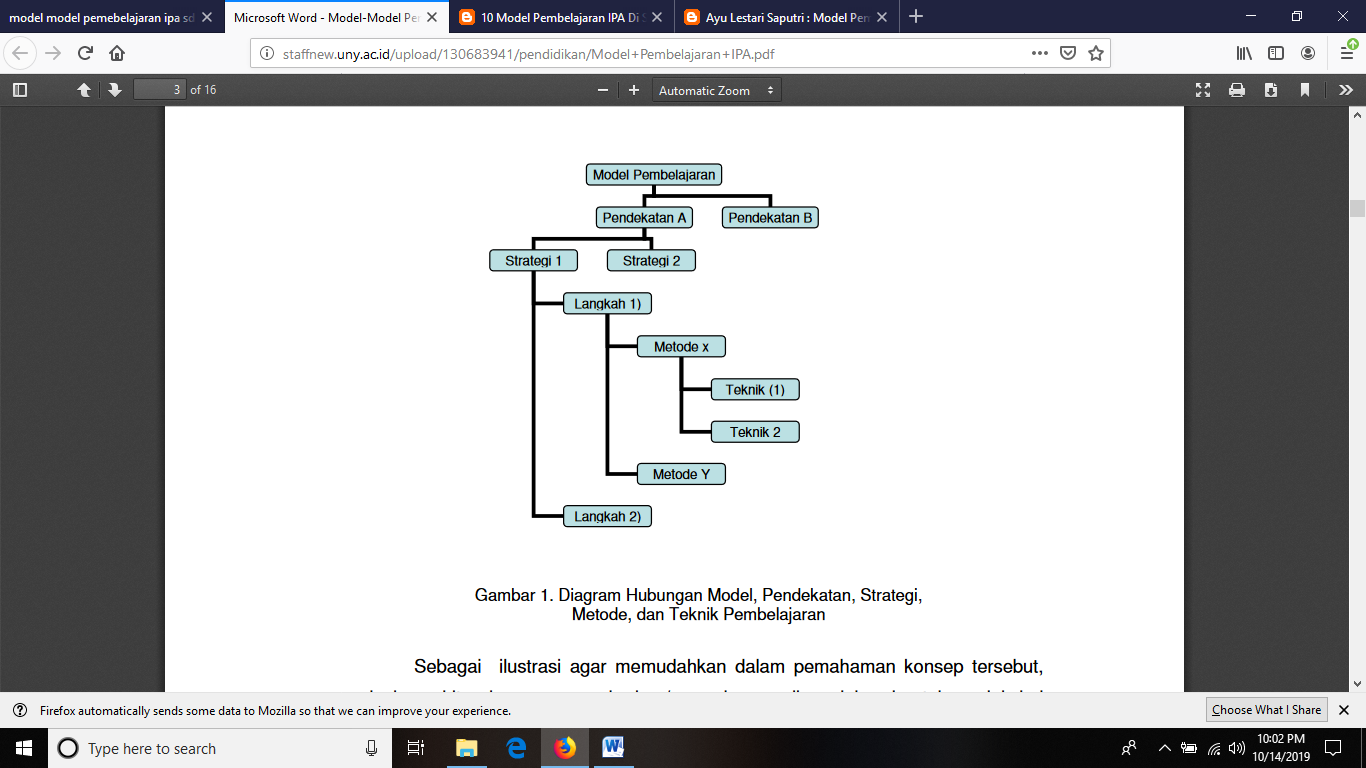 model model pemebelajaran ipa sd
Microsoft Word - Model-Model Per
10 Model Pembelajaran IPA Di S
Ayu Lestari Saputri : Model Pem
staffnew.uny.ac.id/upload/130683941/pendidikan/Model+Pembelajaran+IPA.pdf
3 of 16
Automatic Zoom
Model Pembelajaran
Pendekatan A
Pendekatan B
Strategi 1
Strategi 2
Langkah 1)
Metode x
Teknik (1)
Teknik 2
Metode Y
Langkah 2)
Gambar 1. Diagram Hubungan Model, Pendekatan, Strategi,
Metode, dan Teknik Pembelajaran
Sebagai ilustrasi agar memudahkan dalam pemahaman konsep tersebut,
Firefox automatically sends some data to Mozilla so that we can improve your experience.
Choose What I Share
Type here to search
10:02 PM
10/14/2019